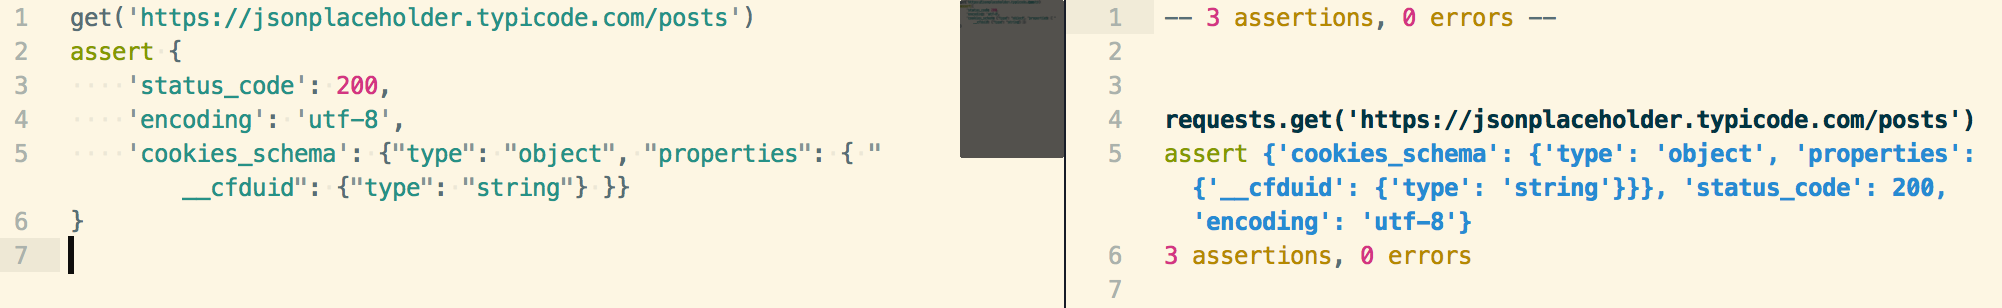 1 get('https://jsonplaceholder.typicode.com/posts')
2 assert {
3 'status_code': 200,
4 'encoding': 'utf-8',
5 'cookies_schema': {"type": "object", "properties": { "
__cfduid": {"type": "string"} }}
6 }
7
1 -- 3 assertions, 0 errors --
2
3
4 requests.get('https://jsonplaceholder.typicode.com/posts')
5 assert {'cookies_schema': {'type': 'object', 'properties':
{'__cfduid': {'type': 'string'}}}, 'status_code': 200,
'encoding': 'utf-8'}
6 3 assertions, 0 errors
7